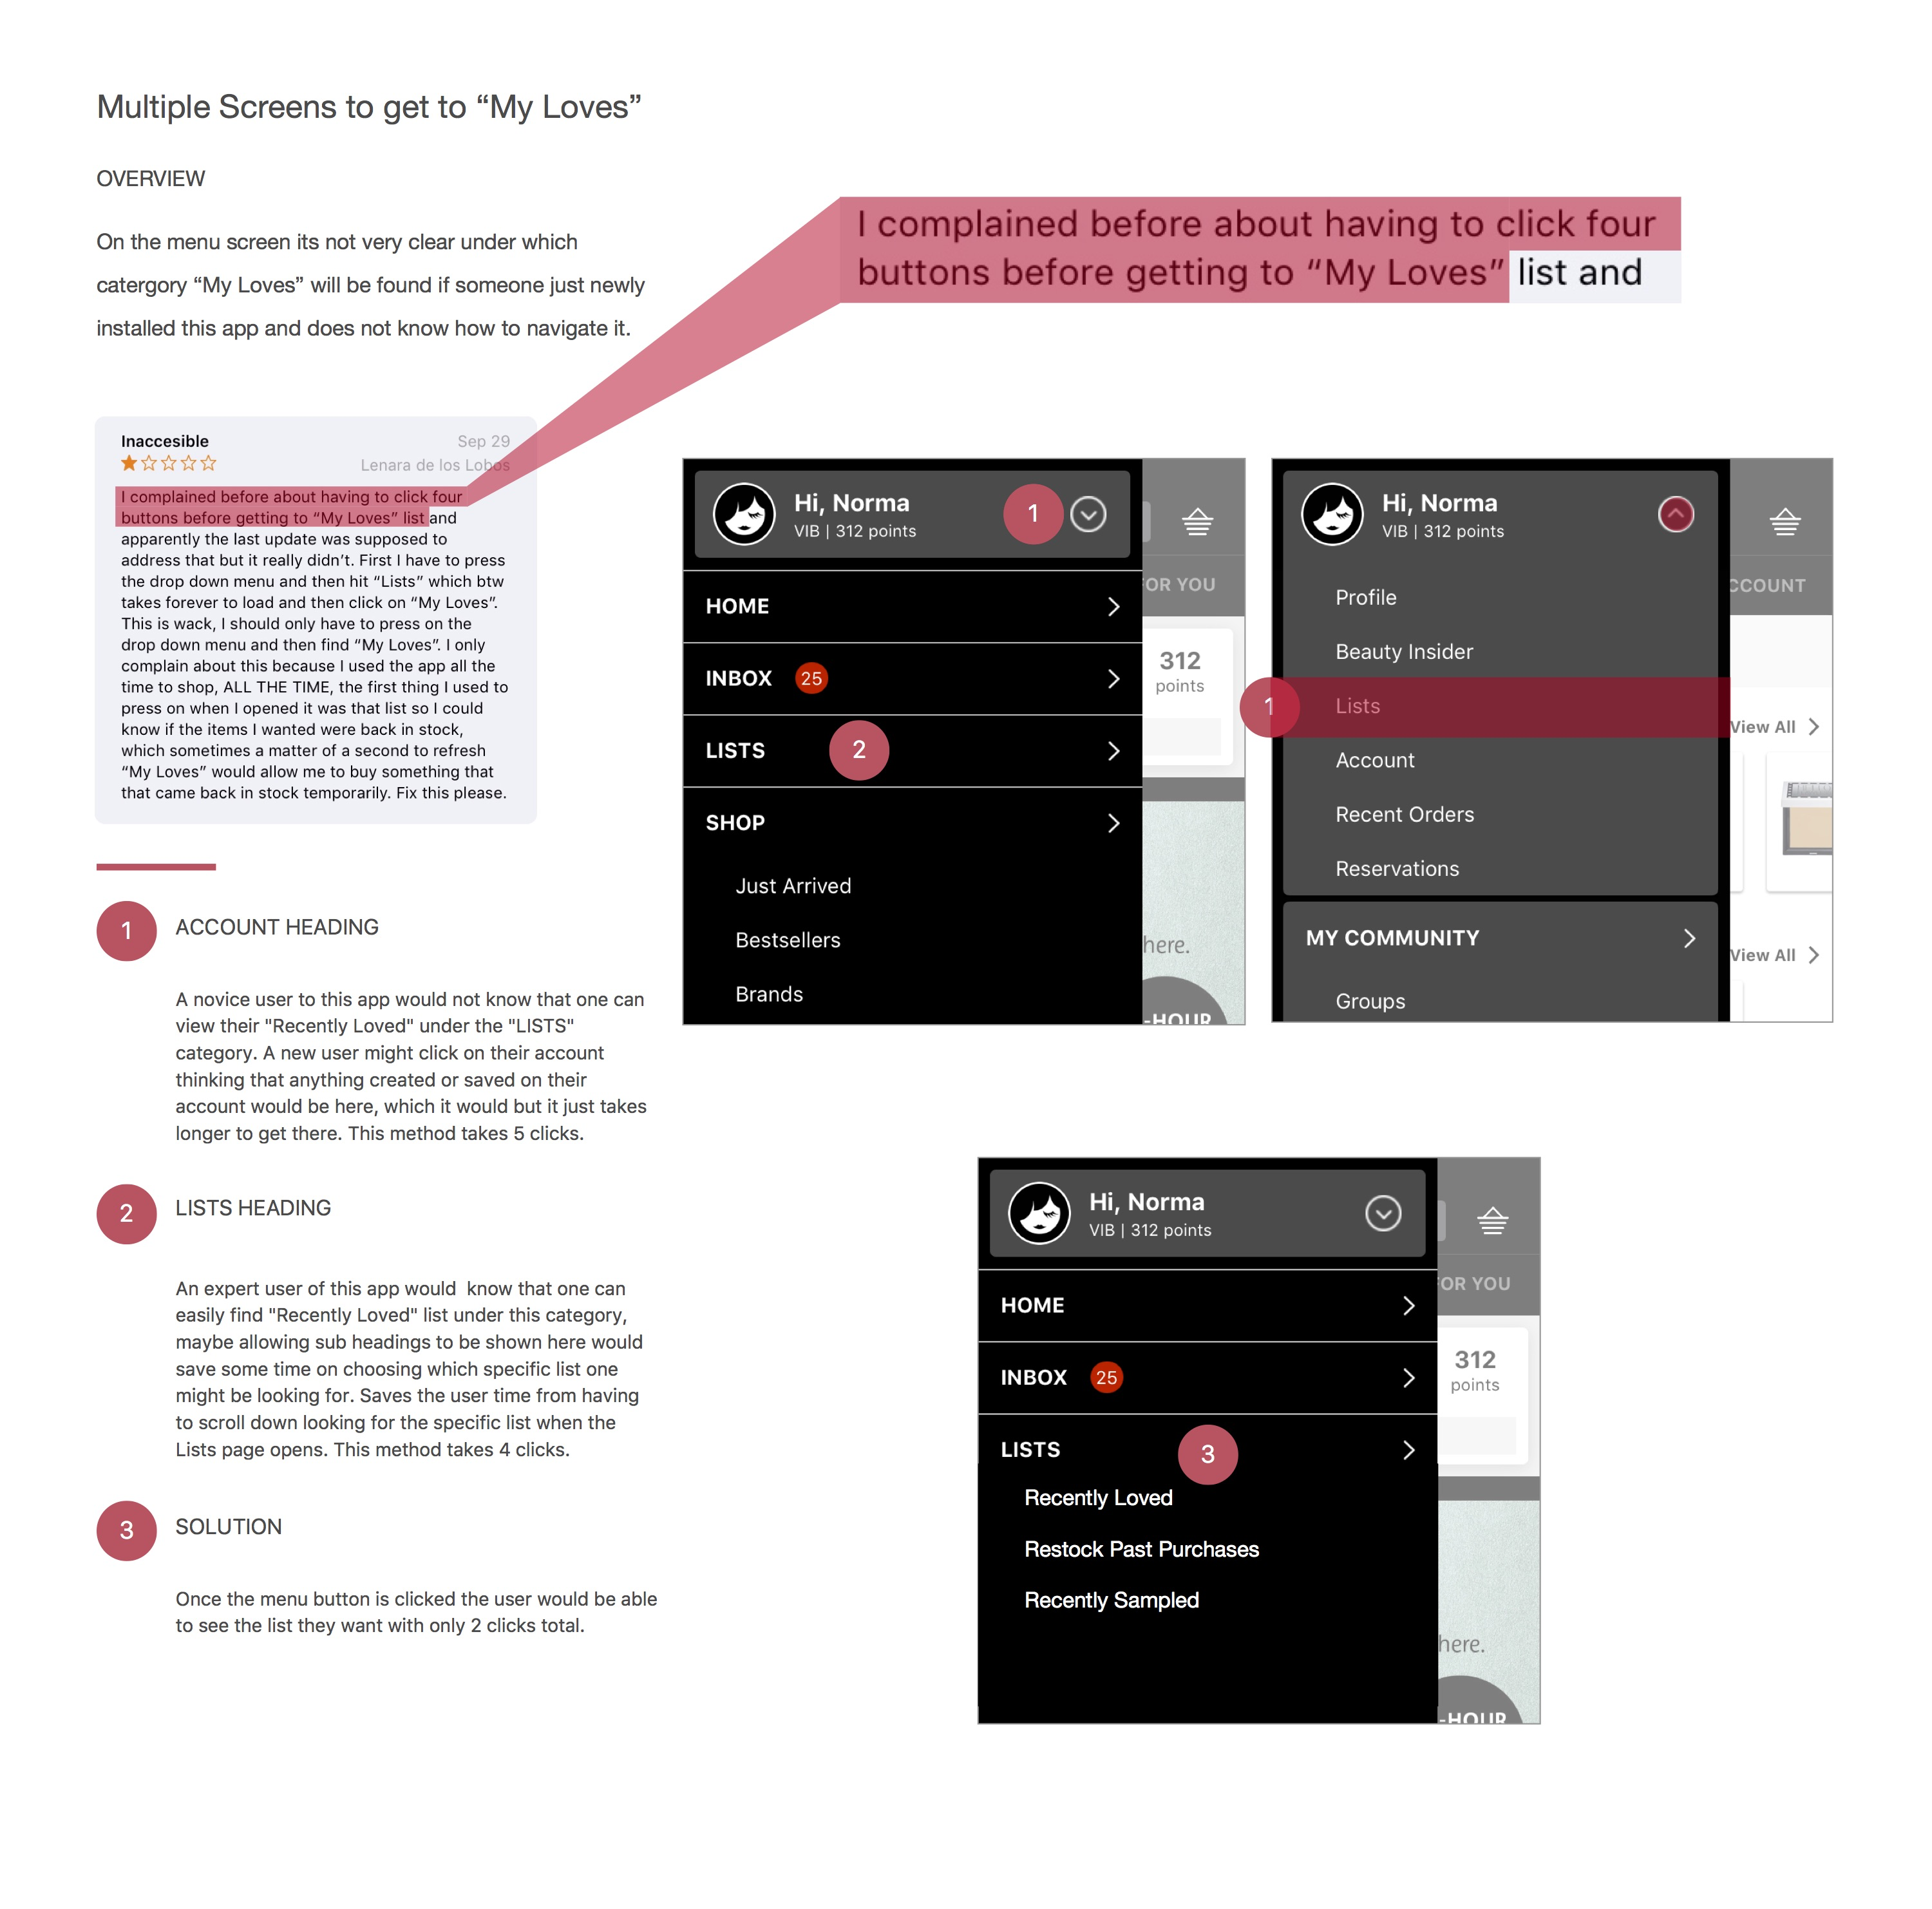 Multiple Screens to get to “My Loves”
OVERVIEW
On the menu screen its not very clear under which
catergory “My Loves” will be found if someone just newly
installed this app and does not know how to navigate it.
I complained before about having to click four
buttons before getting to “My Loves” list and
Inaccesible
Sep 29
Lenara de los Lobos
I complained before about having to click four
buttons before getting to “My Loves” list and
apparently the last update was supposed to
address that but it really didn’t. First I have to press
the drop down menu and then hit “Lists” which btw
takes forever to load and then click on “My Loves”.
This is wack, I should only have to press on the
drop down menu and then find “My Loves”. I only
complain about this because I used the app all the
time to shop, ALL THE TIME, the first thing I used to
press on when I opened it was that list so I could
know if the items I wanted were back in stock,
which sometimes a matter of a second to refresh
“My Loves” would allow me to buy something that
that came back in stock temporarily. Fix this please.
1
ACCOUNT HEADING
A novice user to this app would not know that one can
view their "Recently Loved" under the "LISTS"
category. A new user might click on their account
thinking that anything created or saved on their
account would be here, which it would but it just takes
longer to get there. This method takes 5 clicks.
2
LISTS HEADING
An expert user of this app would  know that one can
easily find "Recently Loved" list under this category,
maybe allowing sub headings to be shown here would
save some time on choosing which specific list one
might be looking for. Saves the user time from having
to scroll down looking for the specific list when the
Lists page opens. This method takes 4 clicks.
3
SOLUTION
Once the menu button is clicked the user would be able
to see the list they want with only 2 clicks total.
Hi, Norma
VIB | 312 points
1
HOME
INBOX 25
LISTS 2
SHOP
Just Arrived
Bestsellers
Brands
FOR YOU
312
points
here.
-HOUR
Hi, Norma
VIB | 312 points
Profile
Beauty Insider
1
Lists
Account
Recent Orders
Reservations
MY COMMUNITY
Groups
CCOUNT
View All
View All
Hi, Norma
VIB | 312 points
HOME
INBOX 25
LISTS 3
Recently Loved
Restock Past Purchases
Recently Sampled
FOR YOU
312
points
here.
-HOUR